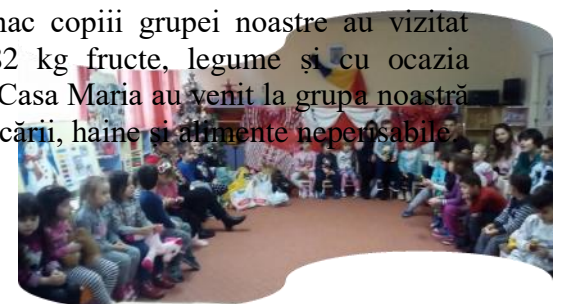 nac copiii grupei noastre au vizitat
32 kg fructe, legume și cu ocazia
Casa Maria au venit la grupa noastră
cării, haine și alimente neperisabile